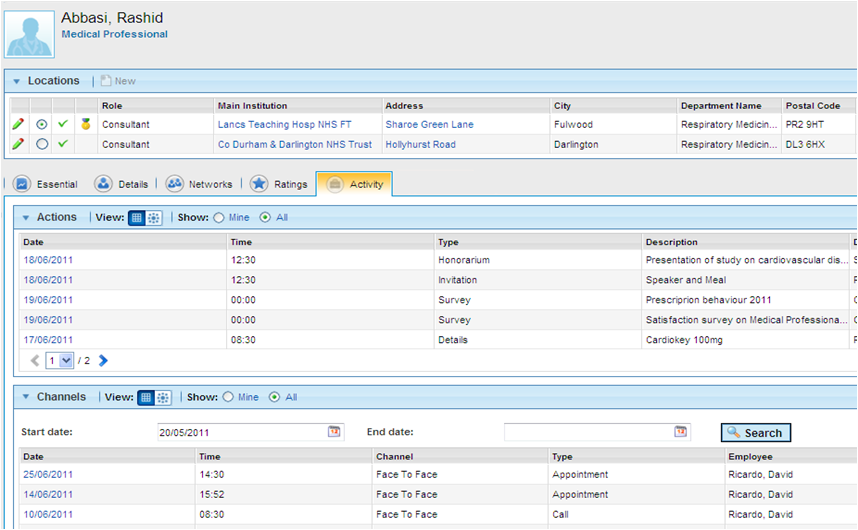 Abbasi, Rashid
Medical Professional
Locations New
Role Main Institution Address City Department Name Postal Code
Consultant Lancs Teaching Hosp NHS FT Sharoe Green Lane Fulwood Respiratory Medicin... PR2 9HT
Consultant Co Durham & Darlington NHS Trust Hollyhurst Road Darlington Respiratory Medicin... DL3 6HX
Essential Details Networks Ratings Activity
Actions View: Show: Mine All
Date Time Type Description
18/06/2011 12:30 Honorarium Presentation of study on cardiovascular dis...
18/06/2011 12:30 Invitation Speaker and Meal
19/06/2011 00:00 Survey Prescriprion behaviour 2011
19/06/2011 00:00 Survey Satisfaction survey on Medical Professiona...
17/06/2011 08:30 Details Cardiokey 100mg
1 / 2
Channels View: Show: Mine All
Start date: 20/05/2011 End date: Search
Date Time Channel Type Employee
25/06/2011 14:30 Face To Face Appointment Ricardo, David
14/06/2011 15:52 Face To Face Appointment Ricardo, David
10/06/2011 08:30 Face To Face Call Ricardo, David